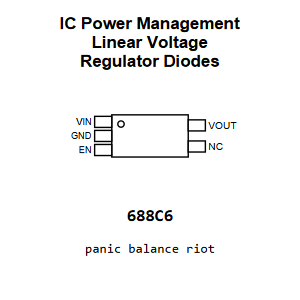 IC Power Management
Linear Voltage
Regulator Diodes
VIN
GND
EN
VOUT
NC
688C6
panic balance riot